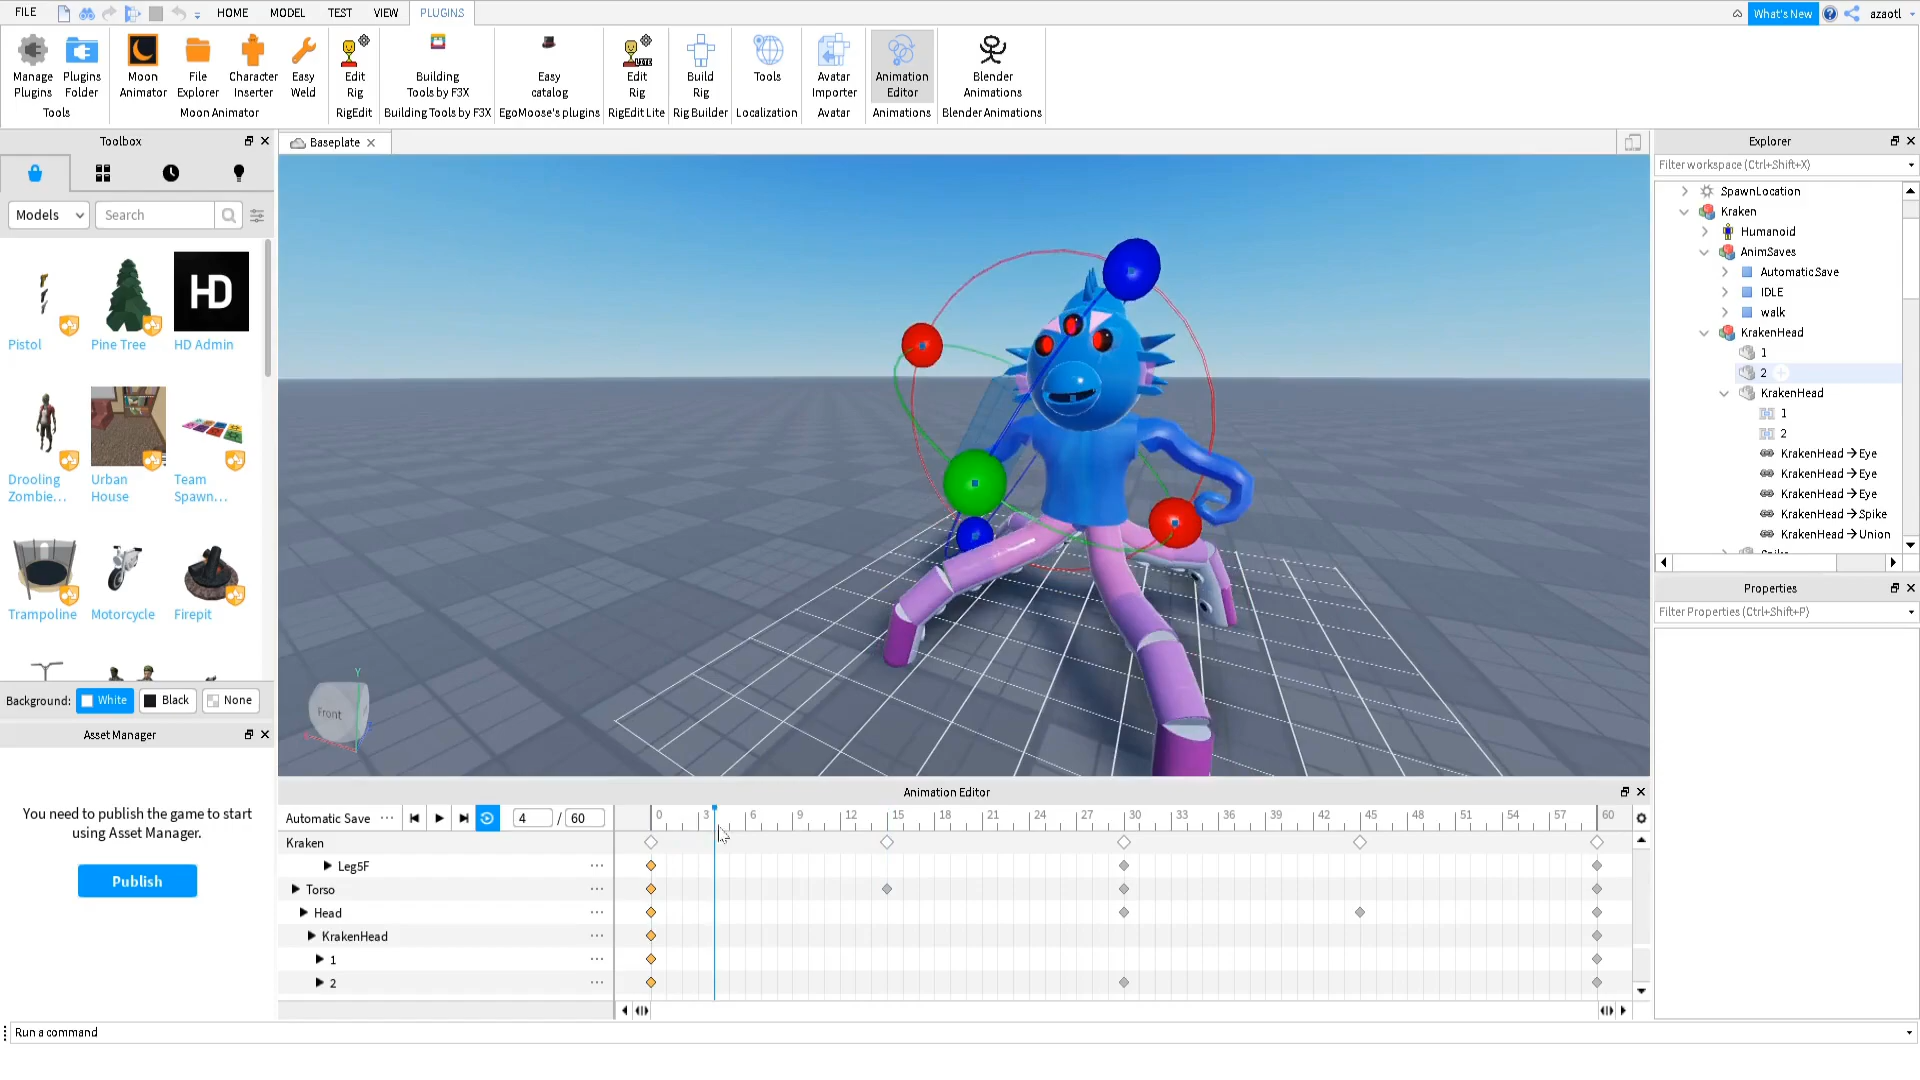 FILE
HOME
MODEL
TEST
VIEW
PLUGINS
What's New
azaotl
Manage Plugins
Plugins Folder
Moon Animator
File Explorer
Character Inserter
Easy Weld
Edit Rig
Building Tools by F3X
Easy catalog
Edit Rig
Build Rig
Tools
Avatar Importer
Animation Editor
Blender Animations
Tools
Moon Animator
RigEdit
Building Tools by F3X
EgoMoose's plugins
RigEdit Lite
Rig Builder
Localization
Avatar
Animations
Blender Animations
Toolbox
Models
Search
HD
Pistol
Pine Tree
HD Admin
Drooling Zombie...
Urban House
Team Spawn...
Trampoline
Motorcycle
Firepit
Background:
White
Black
None
Asset Manager
You need to publish the game to start
using Asset Manager.
Publish
Baseplate
Y
Front
Explorer
Filter workspace (Ctrl+Shift+X)
SpawnLocation
Kraken
Humanoid
AnimSaves
AutomaticSave
IDLE
walk
KrakenHead
1
2
KrakenHead
1
2
KrakenHead->Eye
KrakenHead->Eye
KrakenHead->Eye
KrakenHead->Spike
KrakenHead->Union
Properties
Filter Properties (Ctrl+Shift+P)
Animation Editor
Automatic Save ... 4 / 60
0 3 6 9 12 15 18 21 24 27 30 33 36 39 42 45 48 51 54 57 60
Kraken
Leg5F
Torso
Head
KrakenHead
1
2
Run a command